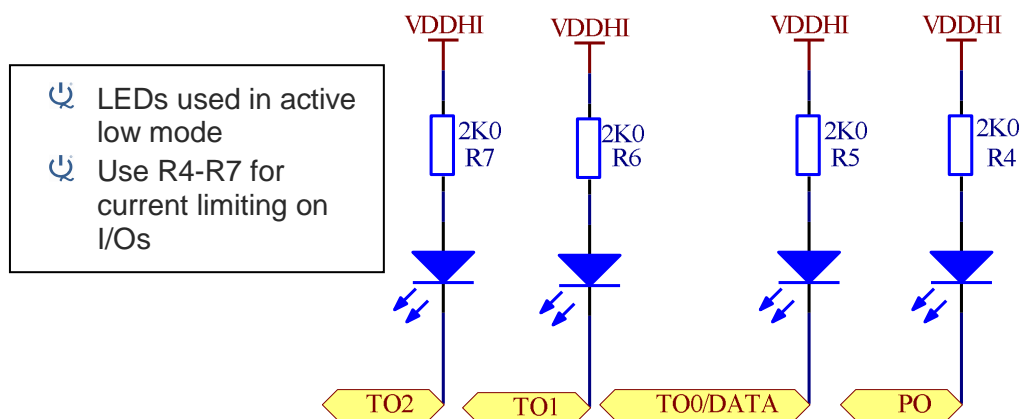 VDDHI VDDHI VDDHI VDDHI
LEDs used in active
low mode
Use R4-R7 for
current limiting on
I/Os
2K0 2K0 2K0 2K0
R7 R6 R5 R4
TO2 TO1 TO0/DATA PO